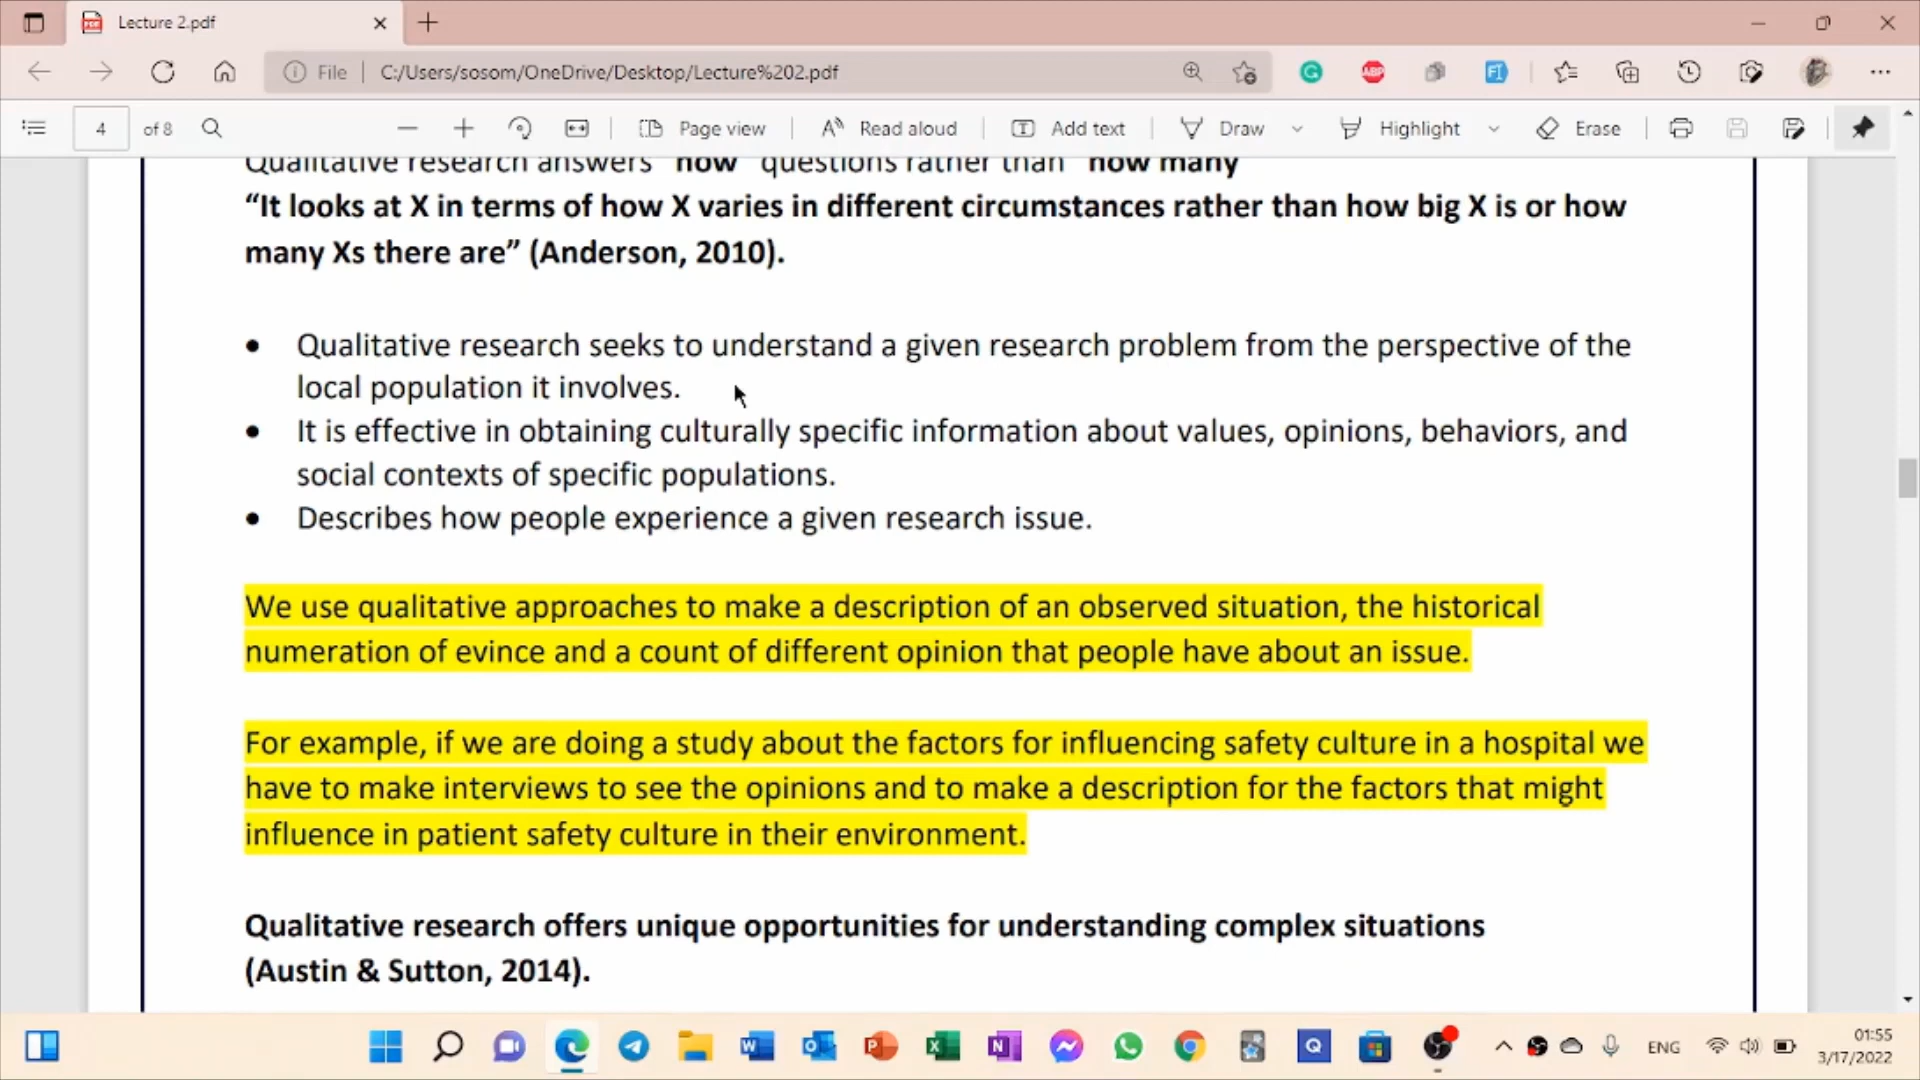 Lecture 2.pdf
File
C:/Users/sosom/OneDrive/Desktop/Lecture%202.pdf
4 of 8
Page view
Read aloud
Add text
Draw
Highlight
Erase
Qualitative research answers "how" questions rather than "how many"
“It looks at X in terms of how X varies in different circumstances rather than how big X is or how
many Xs there are” (Anderson, 2010).
• Qualitative research seeks to understand a given research problem from the perspective of the
local population it involves.
• It is effective in obtaining culturally specific information about values, opinions, behaviors, and
social contexts of specific populations.
• Describes how people experience a given research issue.
We use qualitative approaches to make a description of an observed situation, the historical
numeration of evince and a count of different opinion that people have about an issue.
For example, if we are doing a study about the factors for influencing safety culture in a hospital we
have to make interviews to see the opinions and to make a description for the factors that might
influence in patient safety culture in their environment.
Qualitative research offers unique opportunities for understanding complex situations
(Austin & Sutton, 2014).
ENG
01:55
3/17/2022